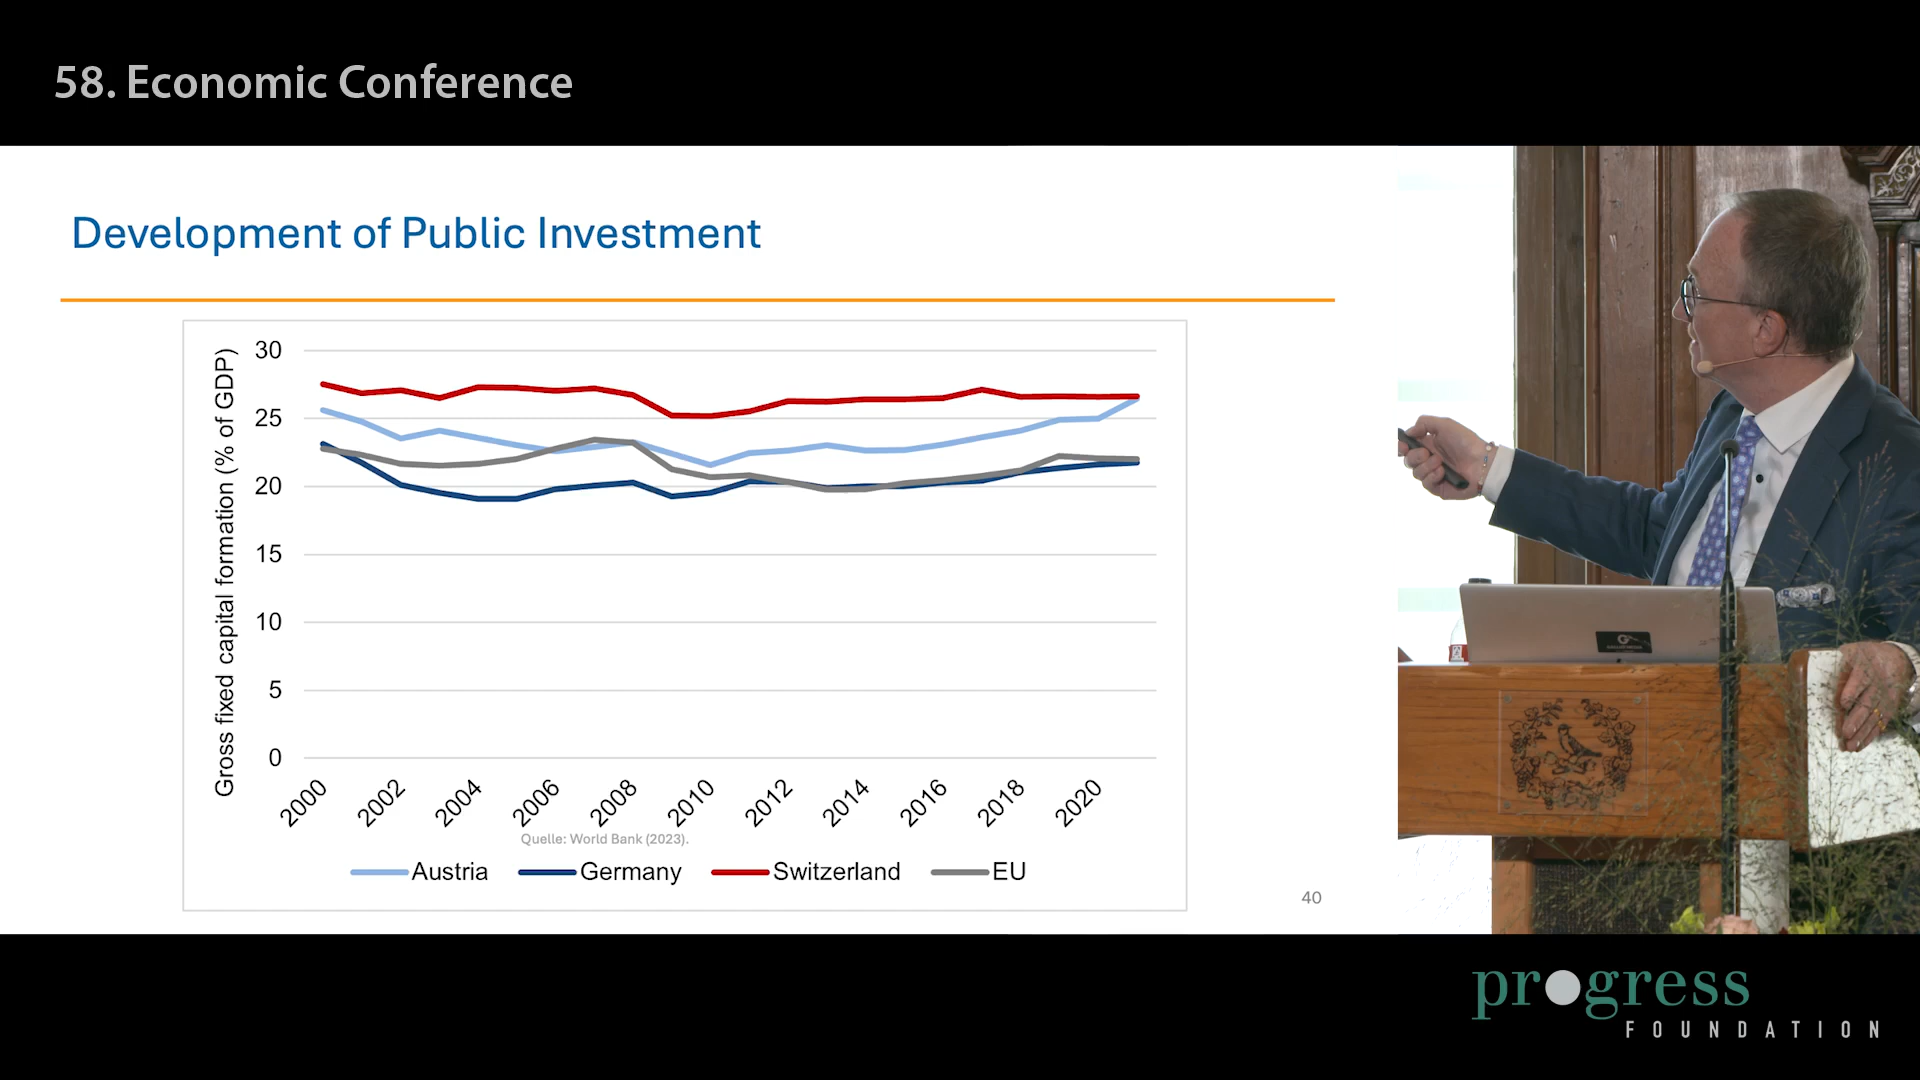 58. Economic Conference
Development of Public Investment
Gross fixed capital formation (% of GDP)
30
25
20
15
10
5
0
2000
2002
2004
2006
2008
2010
2012
2014
2016
2018
2020
Quelle: World Bank (2023).
Austria
Germany
Switzerland
EU
40
progress
FOUNDATION